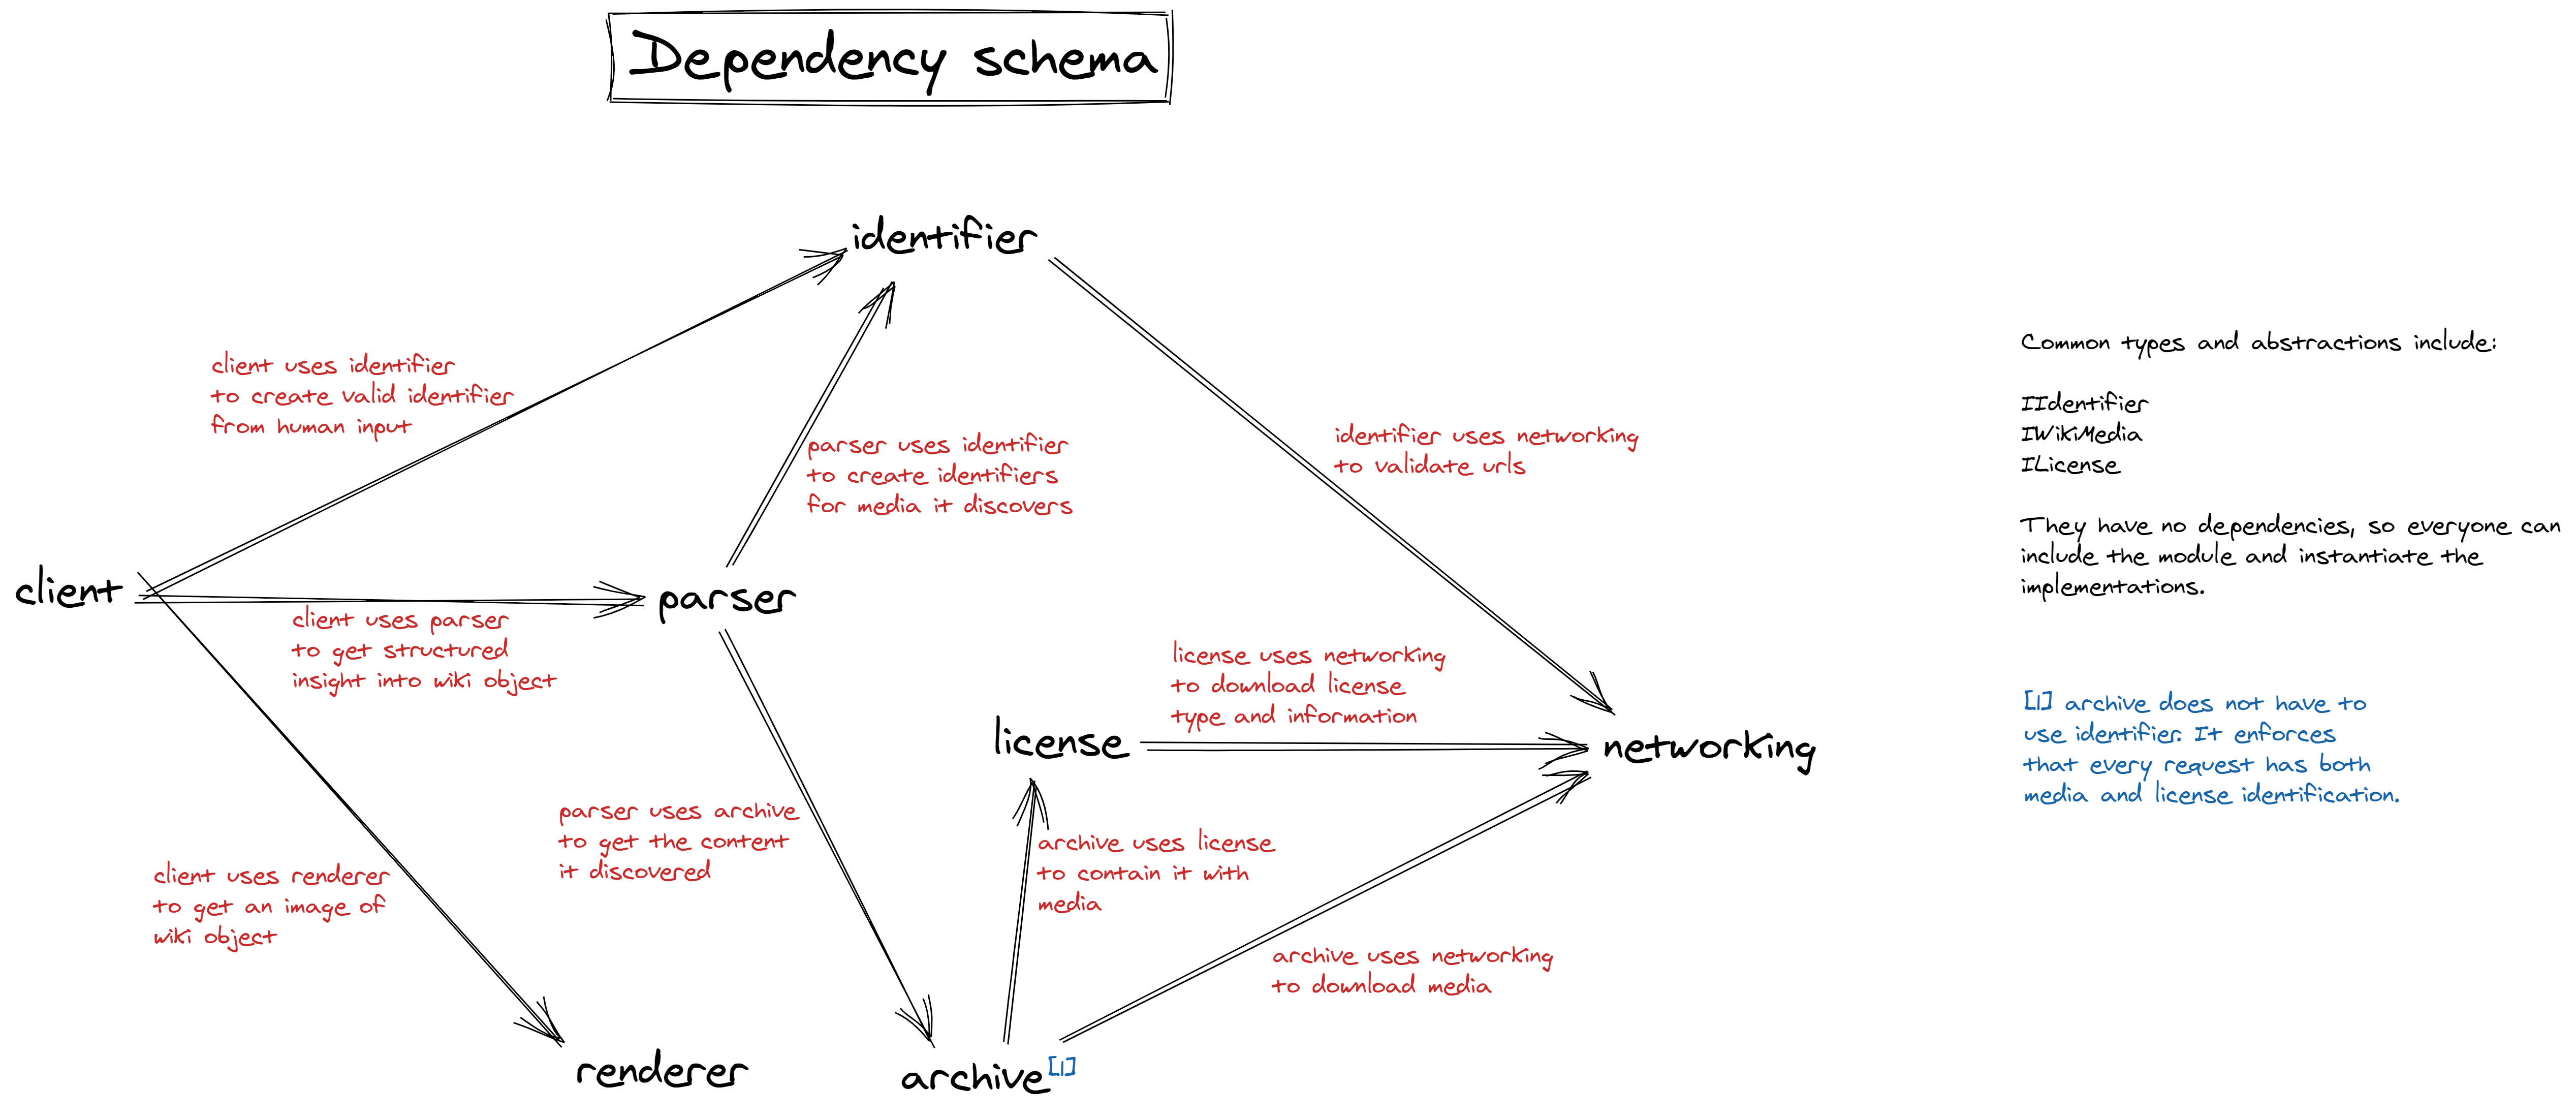 Dependency schema
identifier
client uses identifier
to create valid identifier
from human input
parser uses identifier
to create identifiers
for media it discovers
identifier uses networking
to validate urls
client
parser
client uses parser
to get structured
insight into wiki object
license uses networking
to download license
type and information
license
networking
parser uses archive
to get the content
it discovered
archive uses license
to contain it with
media
client uses renderer
to get an image of
wiki object
archive uses networking
to download media
renderer
archive[1]
Common types and abstractions include:
IIdentifier
IWikiMedia
ILicense
They have no dependencies, so everyone can
include the module and instantiate the
implementations.
[1] archive does not have to
use identifier. It enforces
that every request has both
media and license identification.